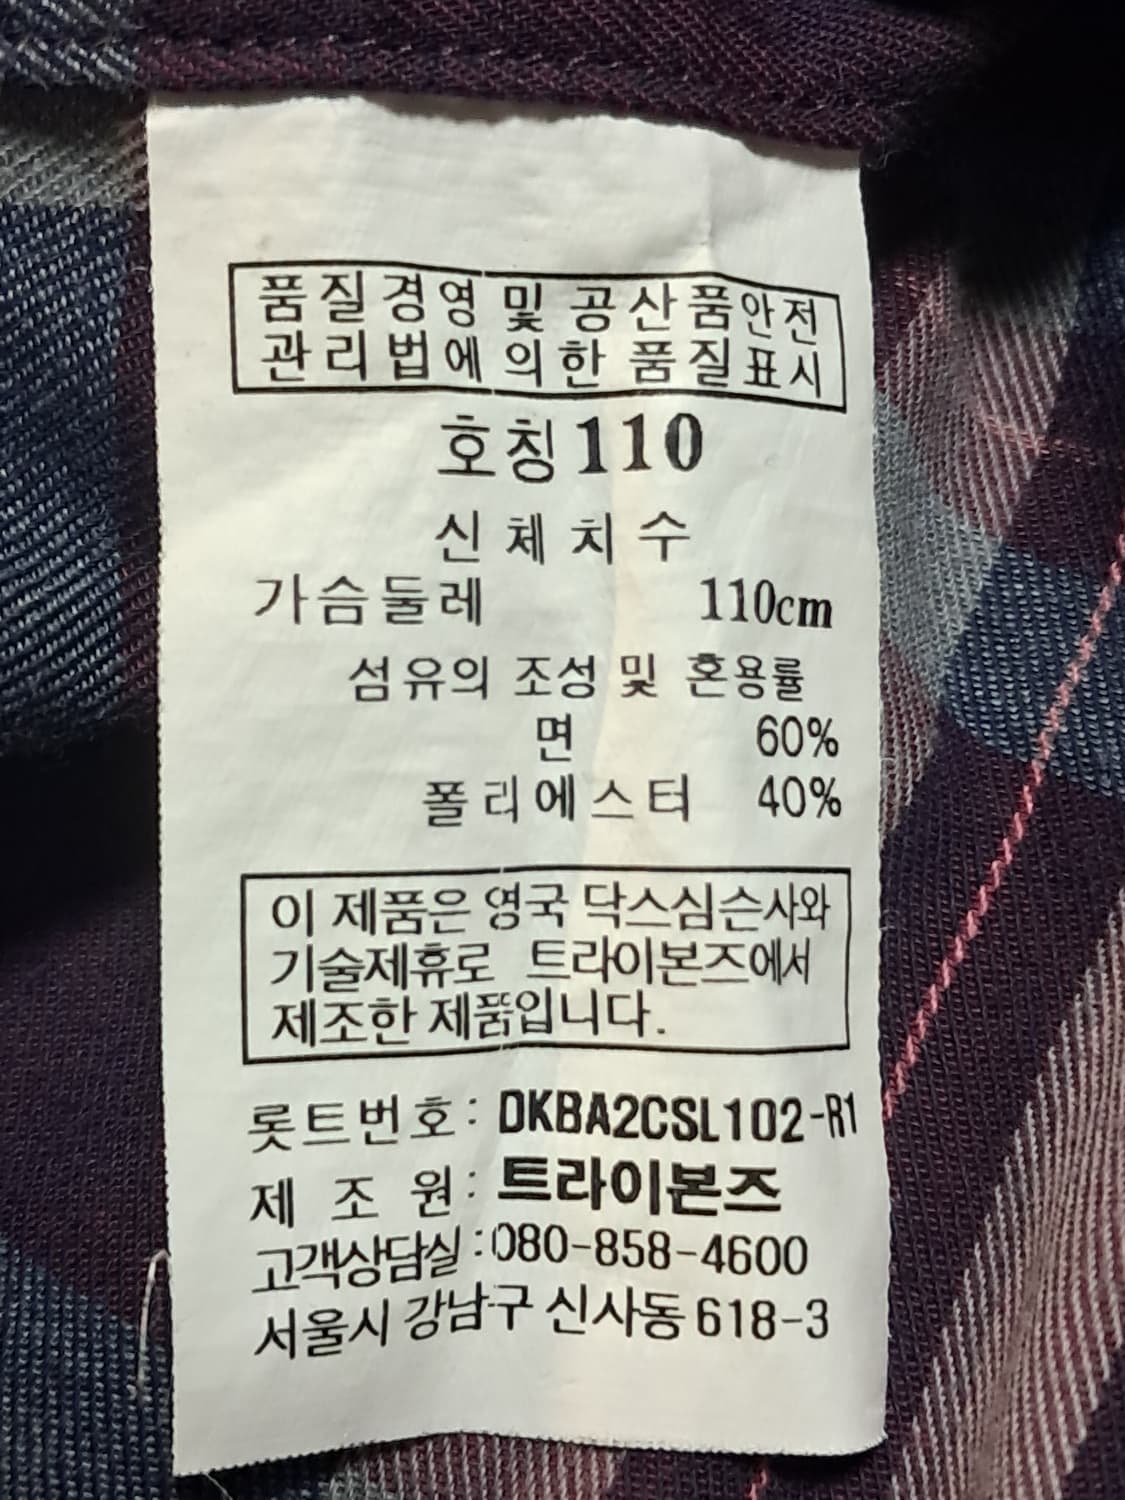 품질경영 및 공산품안전
관리법에 의한 품질표시
호칭 110
신체치수
가슴둘레 110cm
섬유의 조성 및 혼용률
면 60%
폴리에스터 40%
이 제품은 영국 닥스심슨사와
기술제휴로 트라이본즈에서
제조한 제품입니다.
롯트번호: DKBA2CSL102-R1
제 조 원: 트라이본즈
고객상담실:080-858-4600
서울시 강남구 신사동 618-3